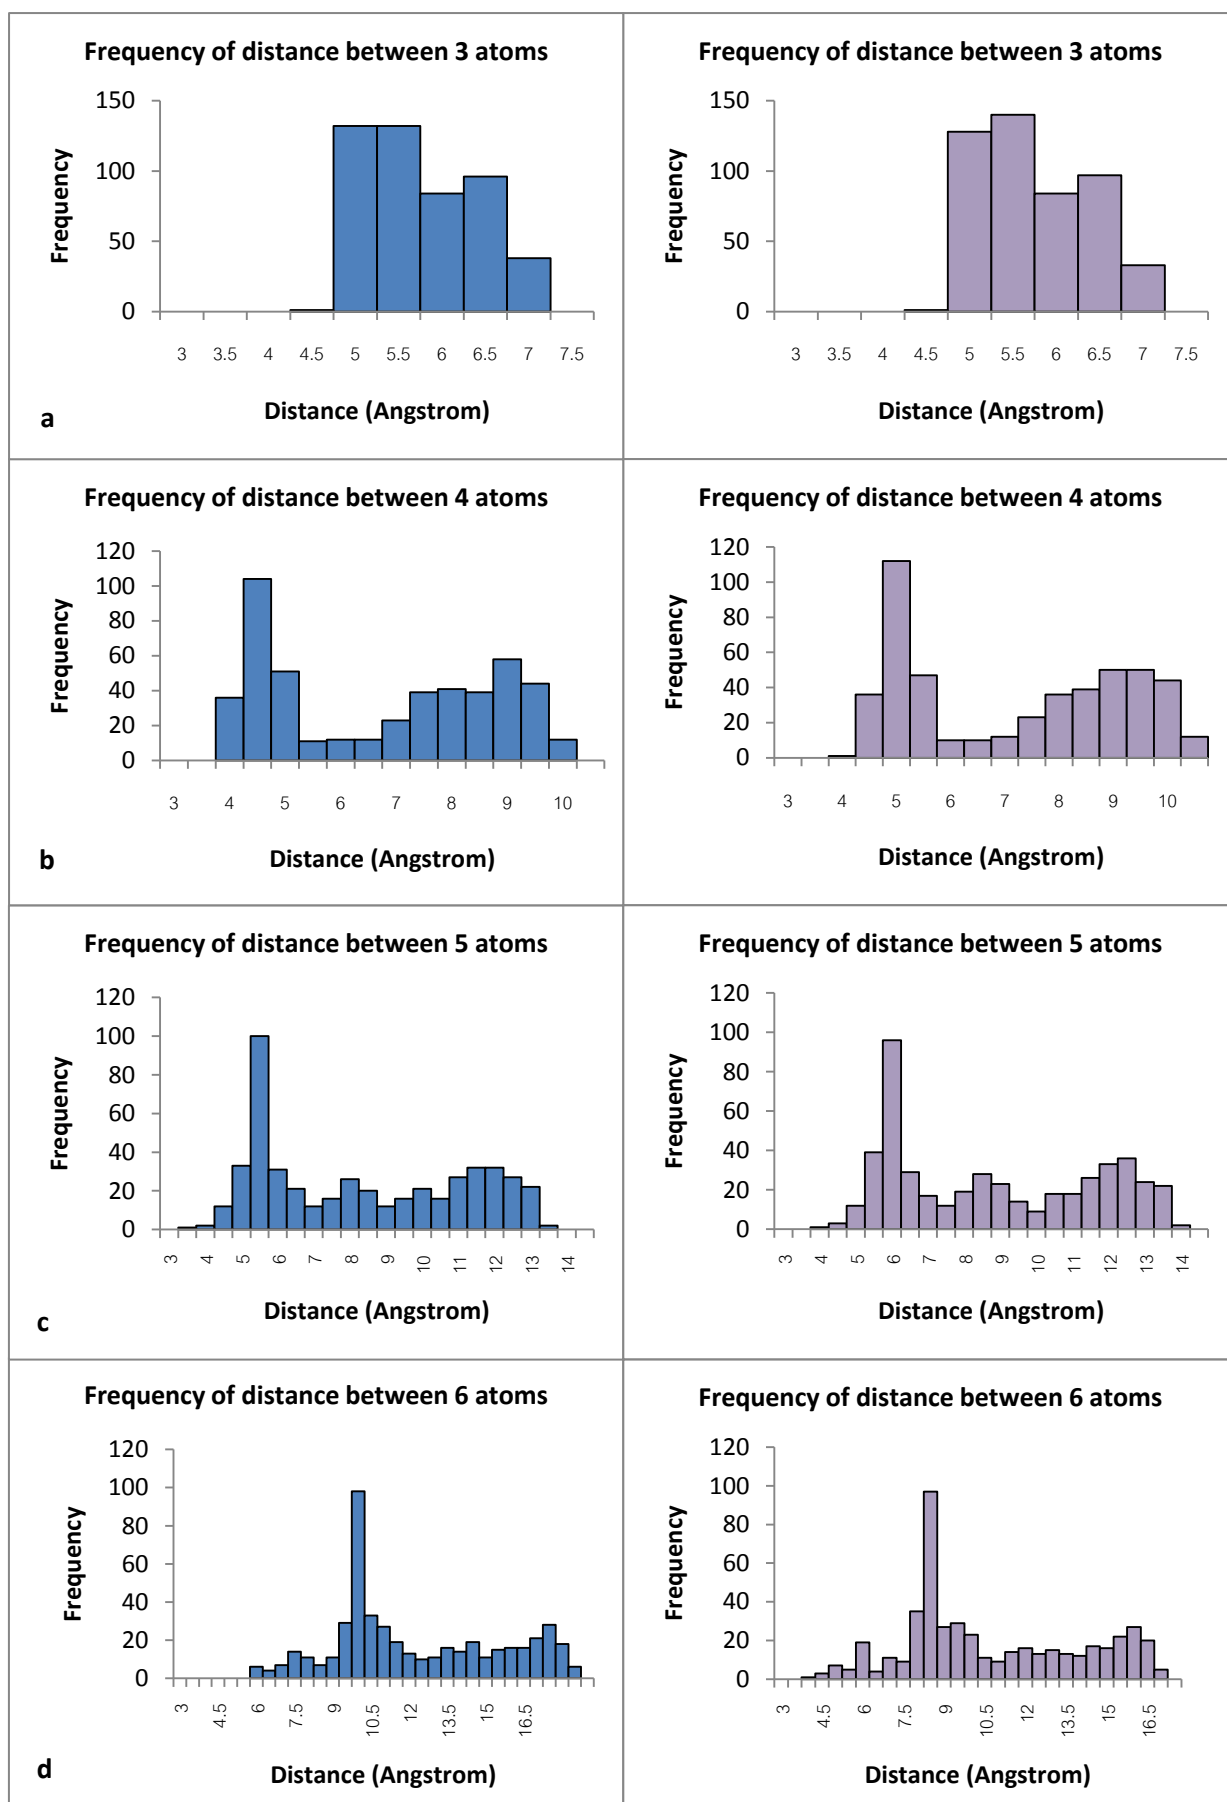 Frequency of distance between 3 atoms
150
100
50
0
Frequency
3 3.5 4 4.5 5 5.5 6 6.5 7 7.5
Distance (Angstrom)
a
Frequency of distance between 3 atoms
150
100
50
0
Frequency
3 3.5 4 4.5 5 5.5 6 6.5 7 7.5
Distance (Angstrom)
Frequency of distance between 4 atoms
120
100
80
60
40
20
0
Frequency
3 4 5 6 7 8 9 10
Distance (Angstrom)
b
Frequency of distance between 4 atoms
120
100
80
60
40
20
0
Frequency
3 4 5 6 7 8 9 10
Distance (Angstrom)
Frequency of distance between 5 atoms
120
100
80
60
40
20
0
Frequency
3 4 5 6 7 8 9 10 11 12 13 14
Distance (Angstrom)
c
Frequency of distance between 5 atoms
120
100
80
60
40
20
0
Frequency
3 4 5 6 7 8 9 10 11 12 13 14
Distance (Angstrom)
Frequency of distance between 6 atoms
120
100
80
60
40
20
0
Frequency
3 4.5 6 7.5 9 10.5 12 13.5 15 16.5
Distance (Angstrom)
d
Frequency of distance between 6 atoms
120
100
80
60
40
20
0
Frequency
3 4.5 6 7.5 9 10.5 12 13.5 15 16.5
Distance (Angstrom)